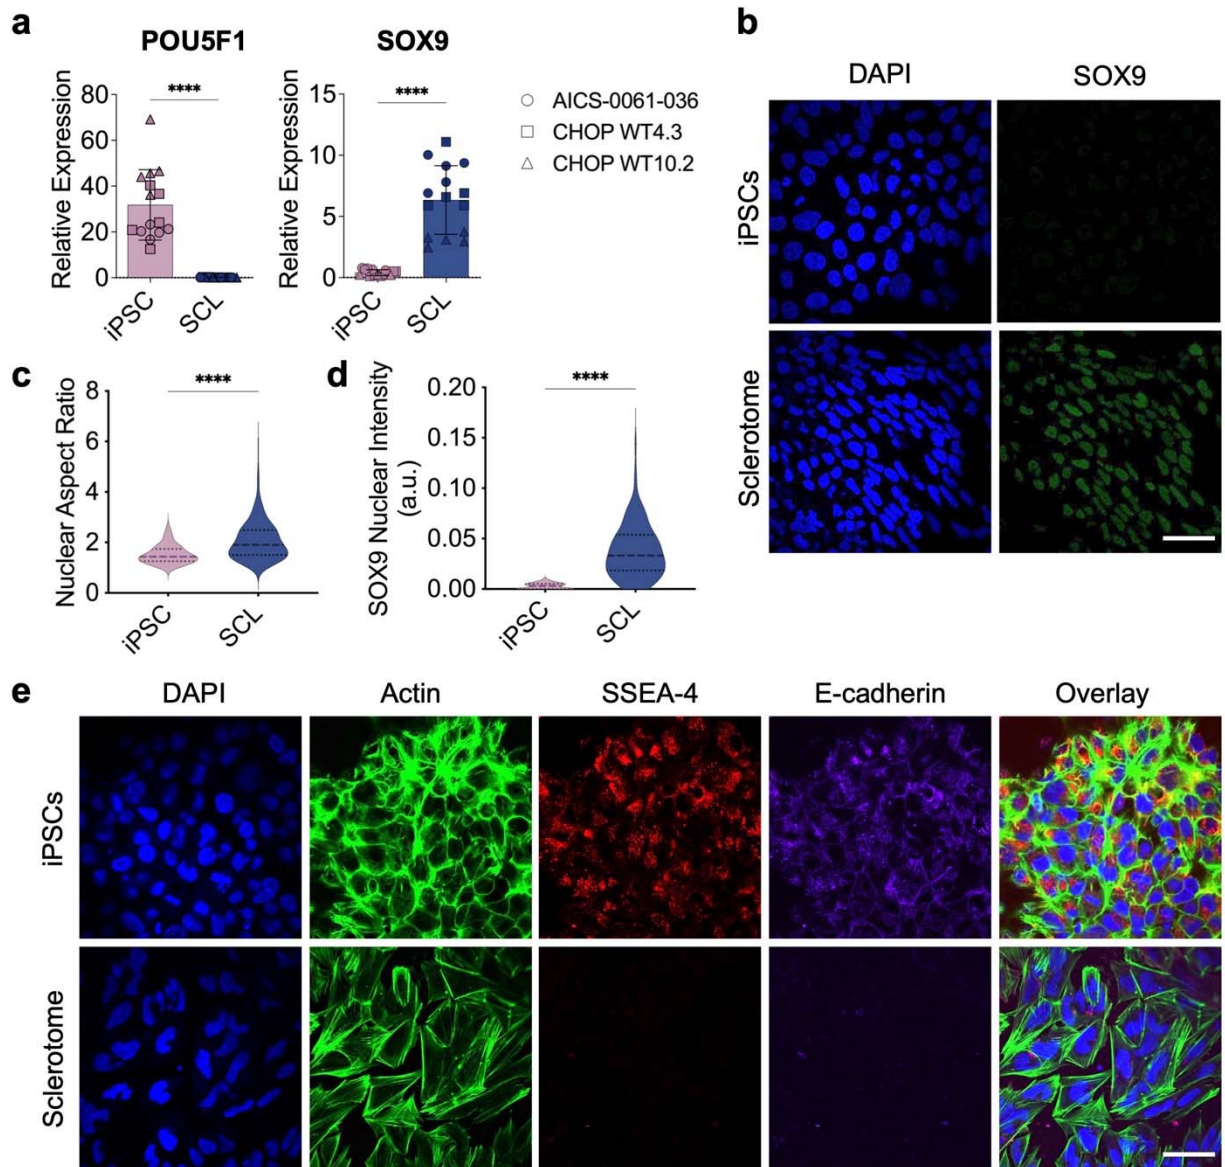 a
POU5F1
SOX9
Relative Expression
80
60
40
20
0
****
iPSC
SCL
Relative Expression
15
10
5
0
****
iPSC
SCL
AICS-0061-036
CHOP WT4.3
CHOP WT10.2
b
DAPI
SOX9
iPSCs
Sclerotome
c
Nuclear Aspect Ratio
8
6
4
2
0
****
iPSC
SCL
d
SOX9 Nuclear Intensity
(a.u.)
0.20
0.15
0.10
0.05
0.00
****
iPSC
SCL
e
DAPI
Actin
SSEA-4
E-cadherin
Overlay
iPSCs
Sclerotome